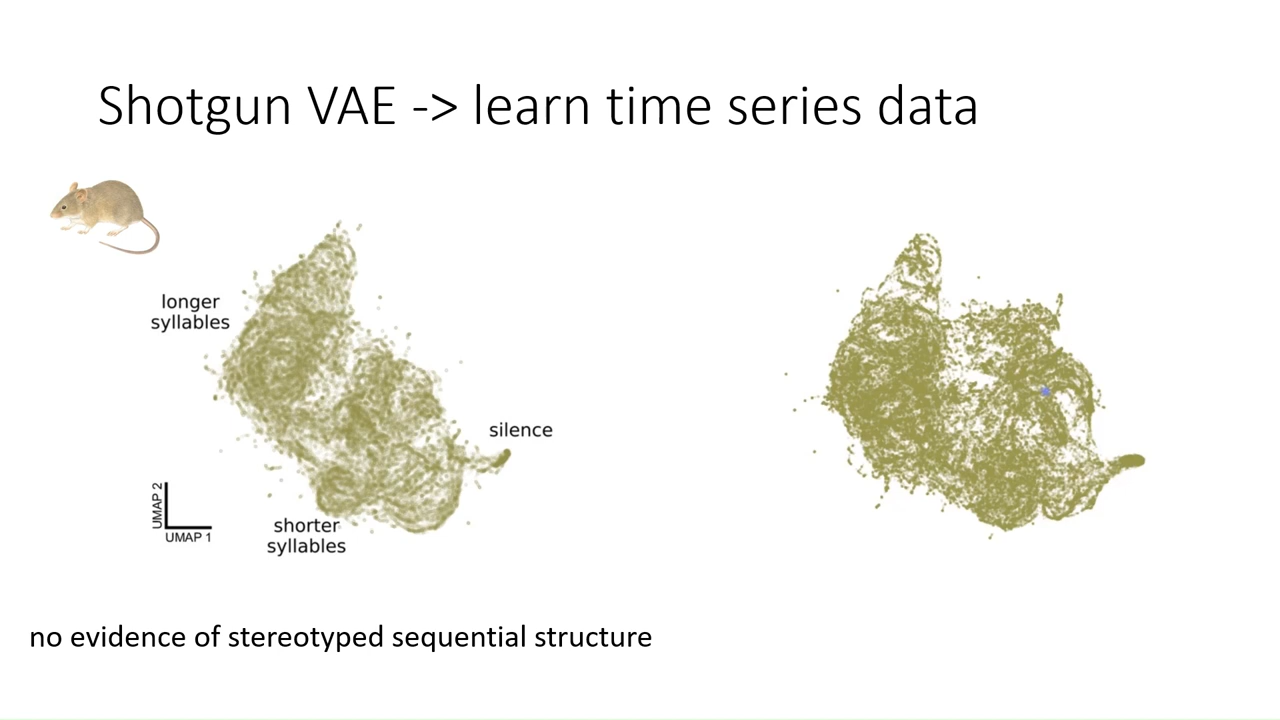 Shotgun VAE -> learn time series data
longer
syllables
silence
UMAP 2
UMAP 1
shorter
syllables
no evidence of stereotyped sequential structure